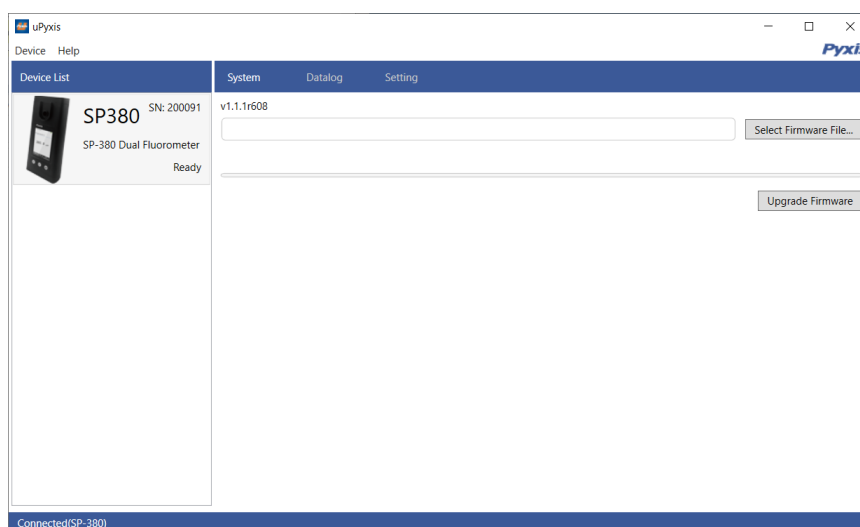 uPyxis
Device Help
Pyxis
Device List
System Datalog Setting
SP380 SN: 200091
SP-380 Dual Fluorometer
Ready
v1.1.1r608
Select Firmware File...
Upgrade Firmware
Connected(SP-380)